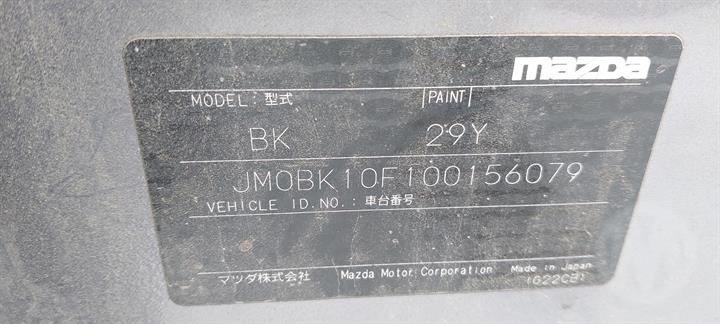 mazda
MODEL: 型式 |PAINT|
BK 29Y
JM0BK10F100156079
VEHICLE ID.NO.: 車台番号
マツダ株式会社 Mazda Motor Corporation Made in Japan